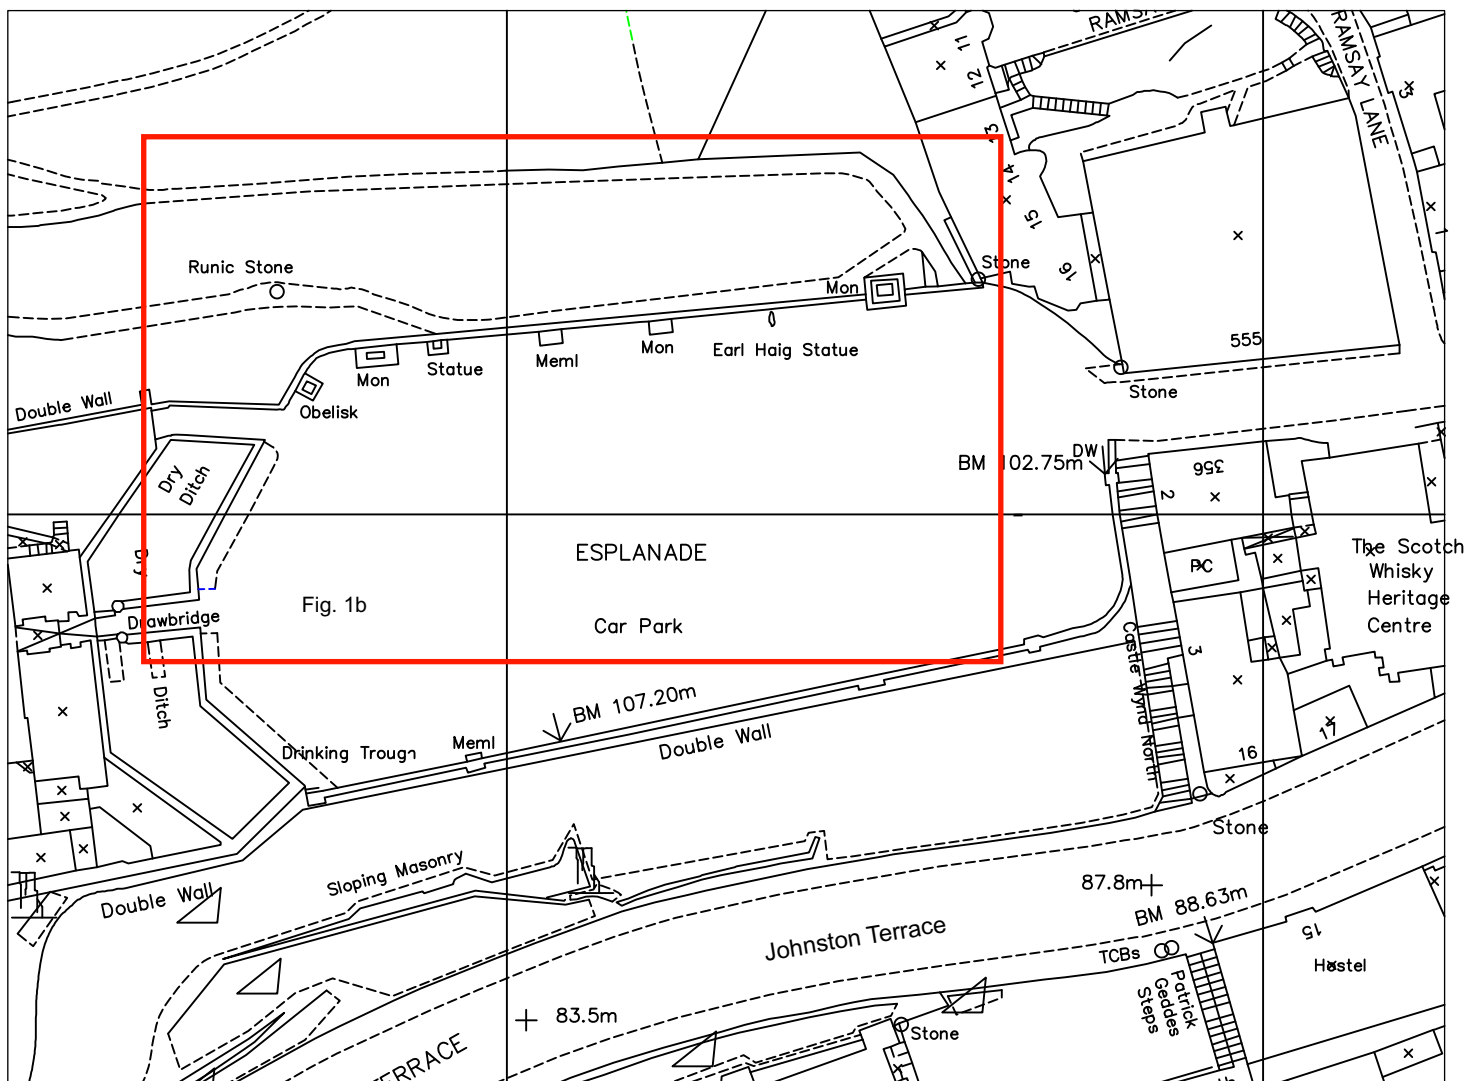 RAMSAY LANE
11
12
13
14
15
16
3
1
Runic Stone
Stone
Mon
555
Mon
Statue
Meml
Mon
Earl Haig Statue
Obelisk
Stone
Double Wall
DW
BM 102.75m
356
2
Dry
Ditch
ESPLANADE
The Scotch
Whisky
Heritage
Centre
PC
Dry
Drawbridge
Fig. 1b
Car Park
Castle Wynd North
3
Ditch
BM 107.20m
Double Wall
Drinking Trough
Meml
16
17
Stone
Sloping Masonry
Double Wall
87.8m
BM 88.63m
Johnston Terrace
TCBs
15
Hostel
Patrick
Geddes
Steps
83.5m
Stone